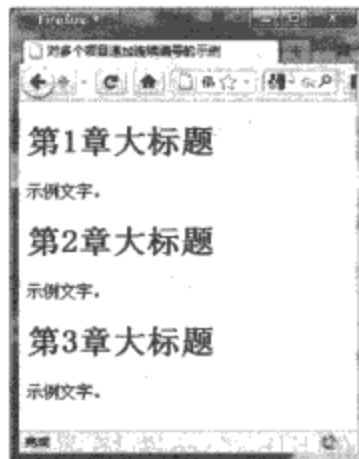 Firefox
对多个项目追加连续编号的示例
第1章大标题
示例文字。
第2章大标题
示例文字。
第3章大标题
示例文字。
完成